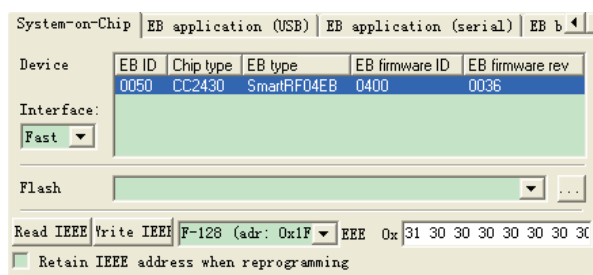 System-on-Chip EB application (USB) EB application (serial) EB b
Device EB ID Chip type EB type EB firmware ID EB firmware rev
0050 CC2430 SmartRF04EB 0400 0036
Interface:
Fast
Flash ...
Read IEEE Write IEEE F-128 (adr: 0x1F EEE 0x 31 30 30 30 30 30 30 30
Retain IEEE address when reprogramming